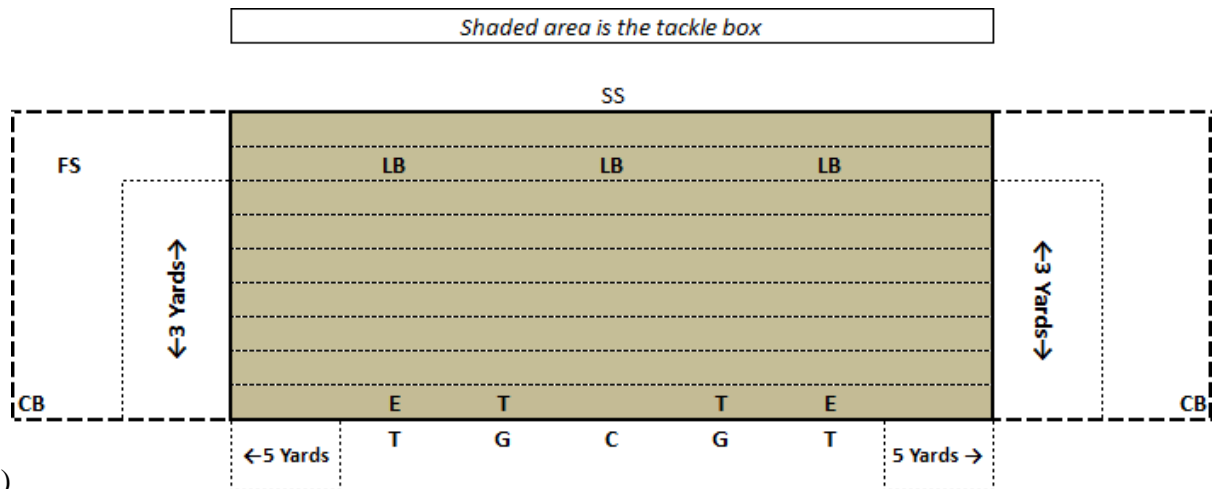 Shaded area is the tackle box
SS
FS LB LB LB
←3 Yards→ ←3 Yards→
CB E T T E CB
T G C G T
←5 Yards 5 Yards →
)